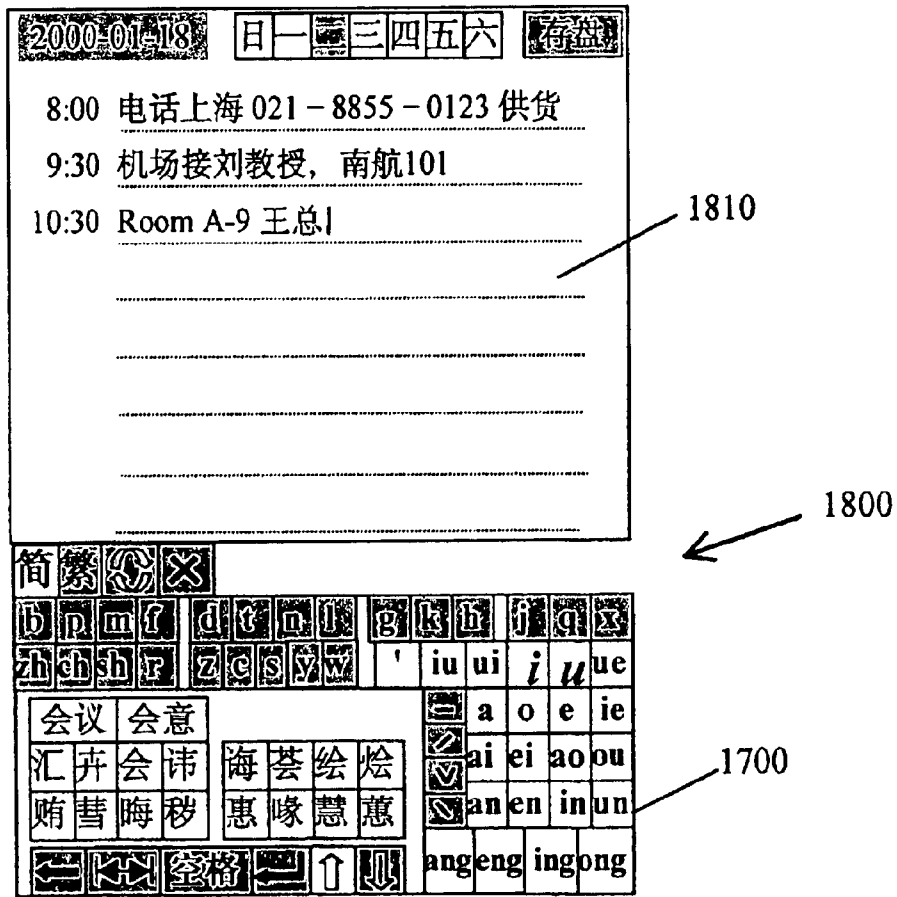 2000-01-18 日 一 二 三 四 五 六 存盘
8:00 电话上海 021-8855-0123 供货
9:30 机场接刘教授，南航101
10:30 Room A-9 王总
1810
1800
简 繁
b p m f d t n l g k h j q x
zh ch sh r z c s y w ' iu ui i u ue
会议 会意 a o e ie
汇 卉 会 讳 诲 荟 绘 烩 ai ei ao ou
1700
贿 彗 晦 秽 惠 喙 慧 蕙 an en in un
空格 ang eng ing ong